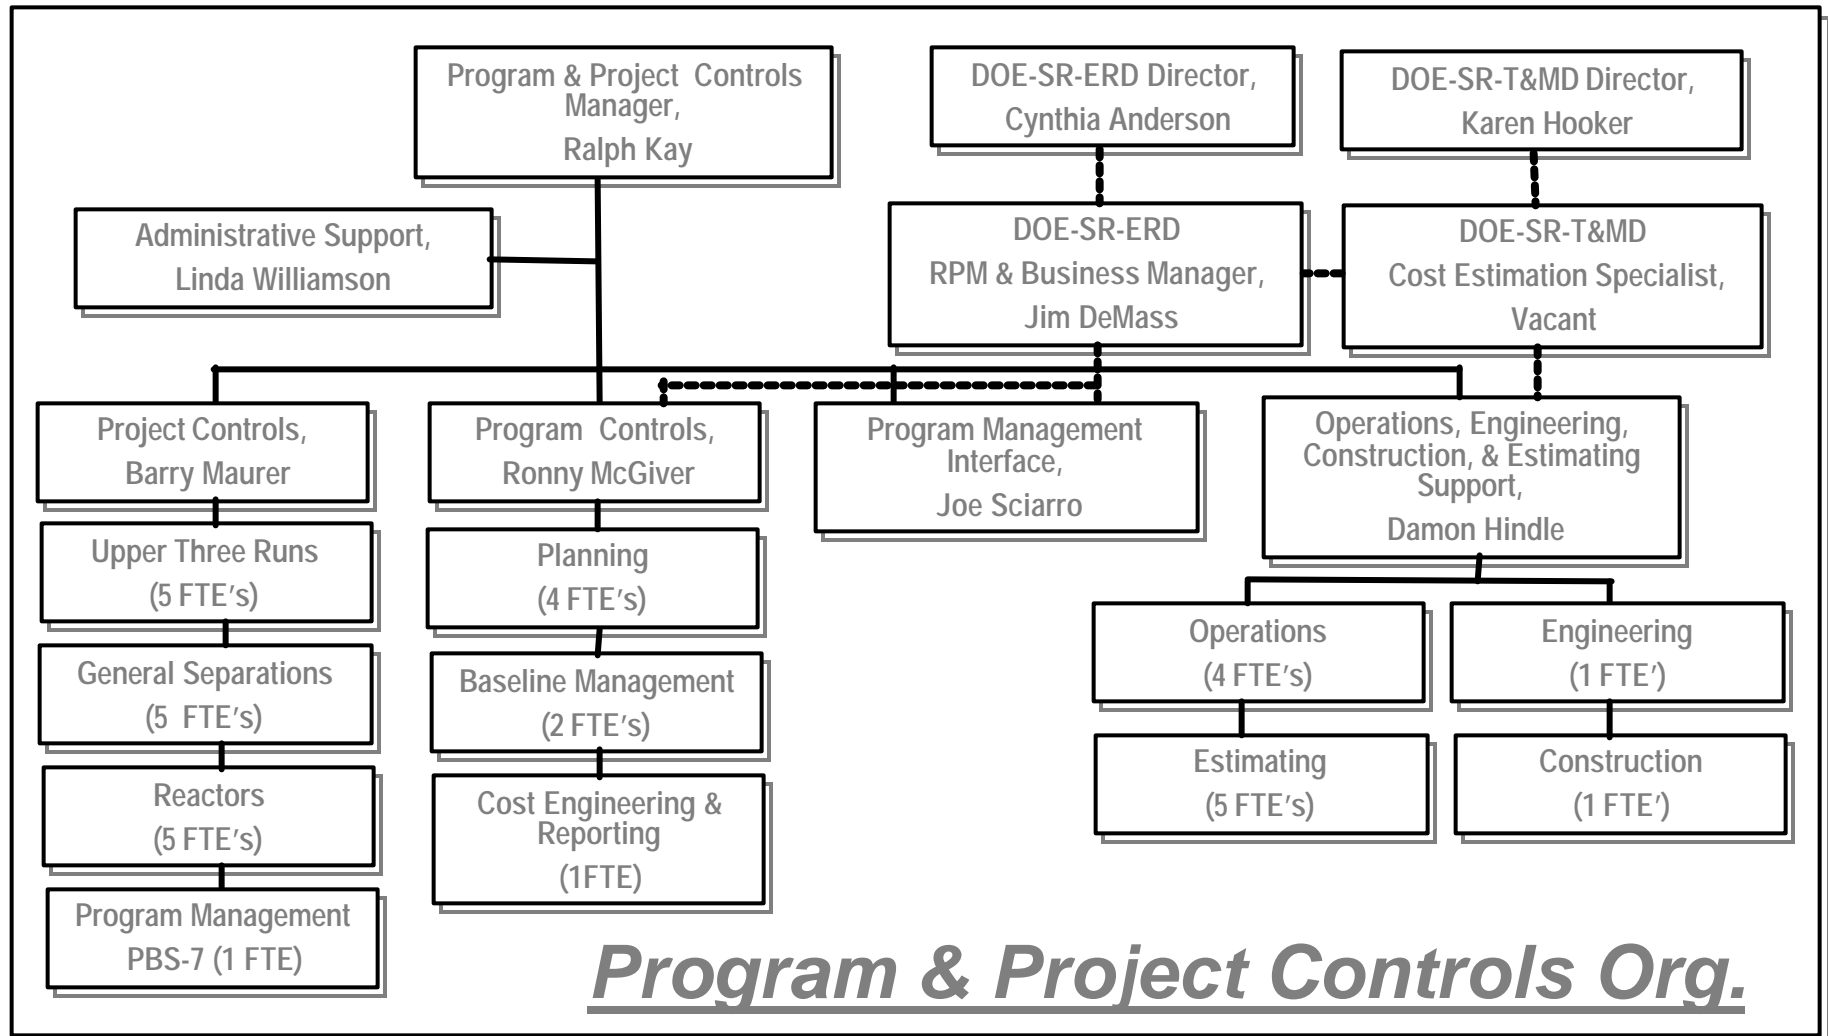 Program & Project  Controls
Manager,
Ralph Kay
DOE-SR-ERD Director,
Cynthia Anderson
DOE-SR-T&MD Director,
Karen Hooker
Administrative Support,
Linda Williamson
DOE-SR-ERD
RPM & Business Manager,
Jim DeMass
DOE-SR-T&MD
Cost Estimation Specialist,
Vacant
Project Controls,
Barry Maurer
Program  Controls,
Ronny McGiver
Program Management
Interface,
Joe Sciarro
Operations, Engineering,
Construction, & Estimating
Support,
Damon Hindle
Upper Three Runs
(5 FTE's)
General Separations
(5  FTE's)
Reactors
(5 FTE's)
Program Management
PBS-7 (1 FTE)
Planning
(4 FTE's)
Baseline Management
(2 FTE's)
Cost Engineering &
Reporting
(1FTE)
Operations
(4 FTE's)
Engineering
(1 FTE')
Estimating
(5 FTE's)
Construction
(1 FTE')
Program & Project Controls Org.